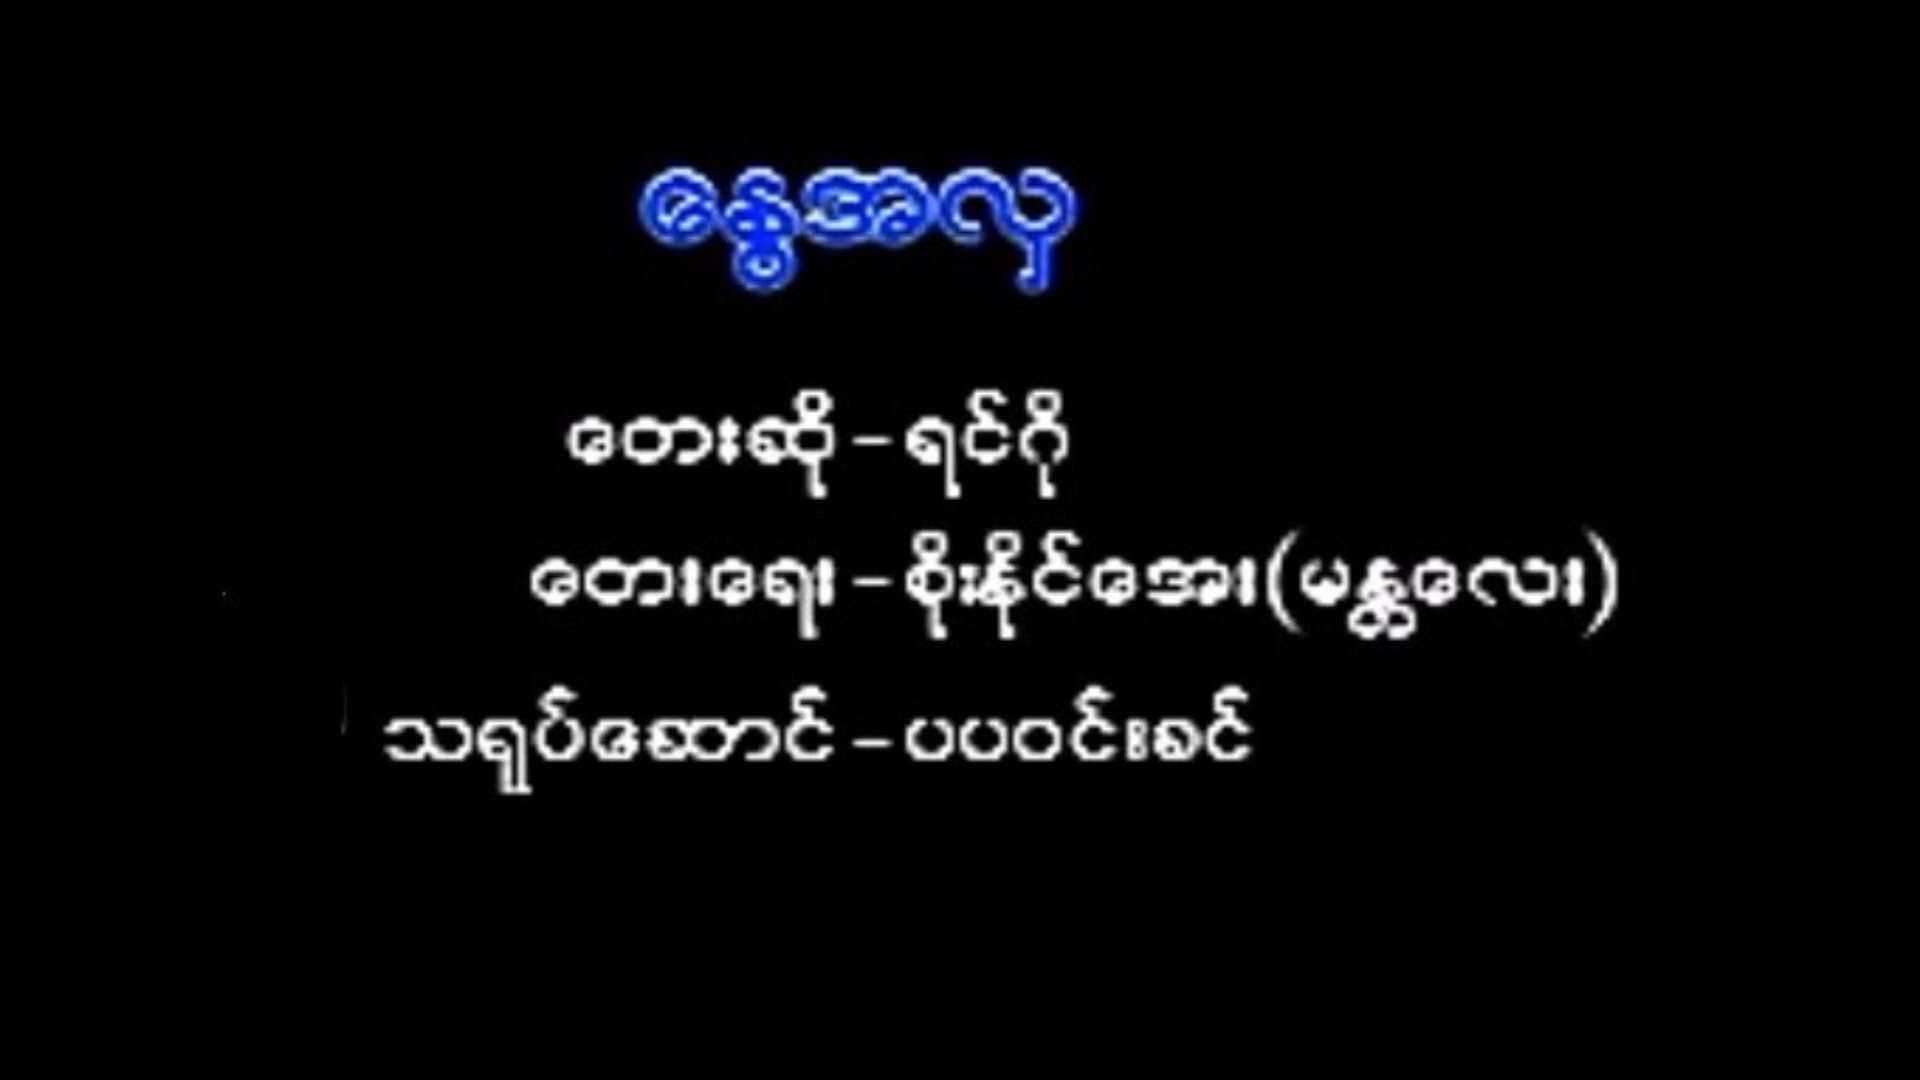 နွေအလှ
တေးဆို - ရင်ဂို
တေးရေး - စိုးနိုင်အေး(မန္တလေး)
သရုပ်ဆောင် - ပပဝင်းခင်